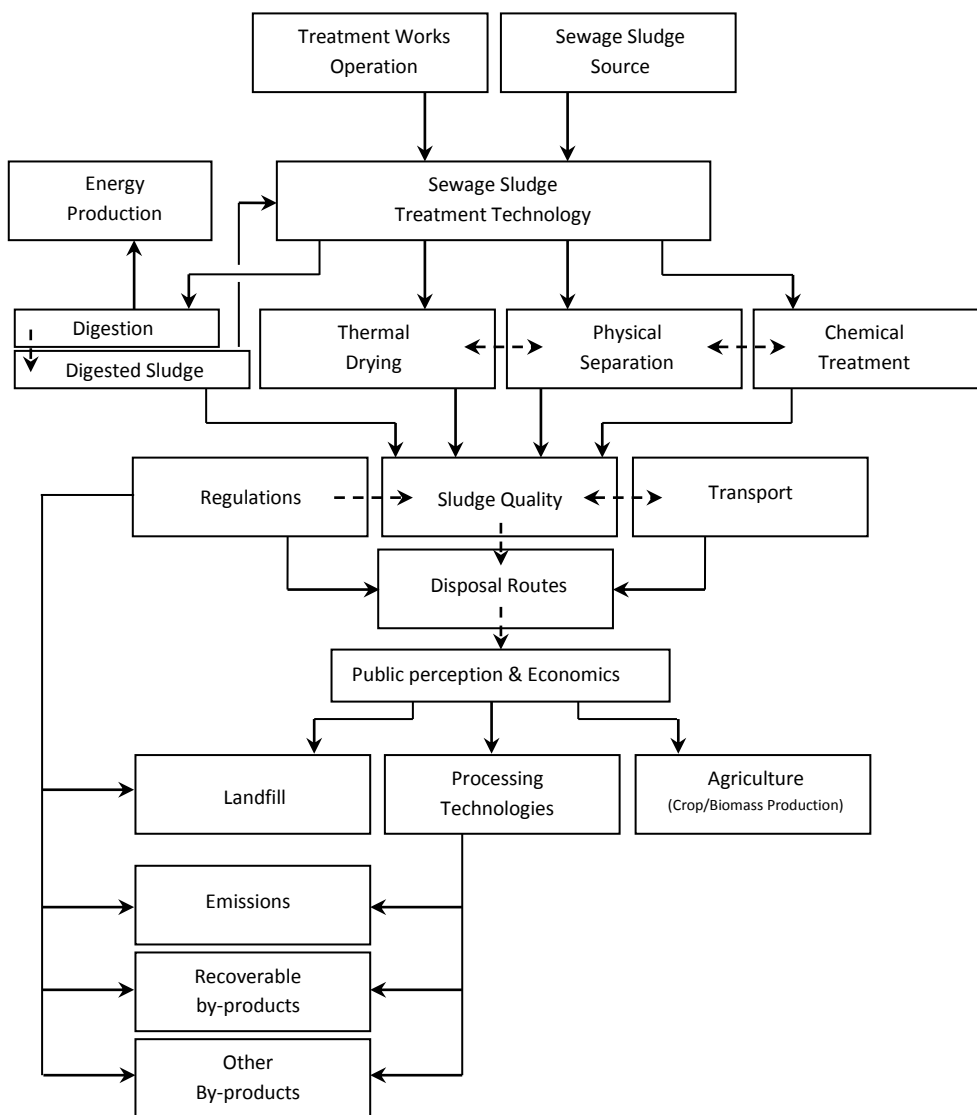 Treatment Works
Operation
Sewage Sludge
Source
Energy
Production
Sewage Sludge
Treatment Technology
Digestion
Digested Sludge
Thermal
Drying
Physical
Separation
Chemical
Treatment
Regulations
Sludge Quality
Transport
Disposal Routes
Public perception & Economics
Landfill
Processing
Technologies
Agriculture
(Crop/Biomass Production)
Emissions
Recoverable
by-products
Other
By-products